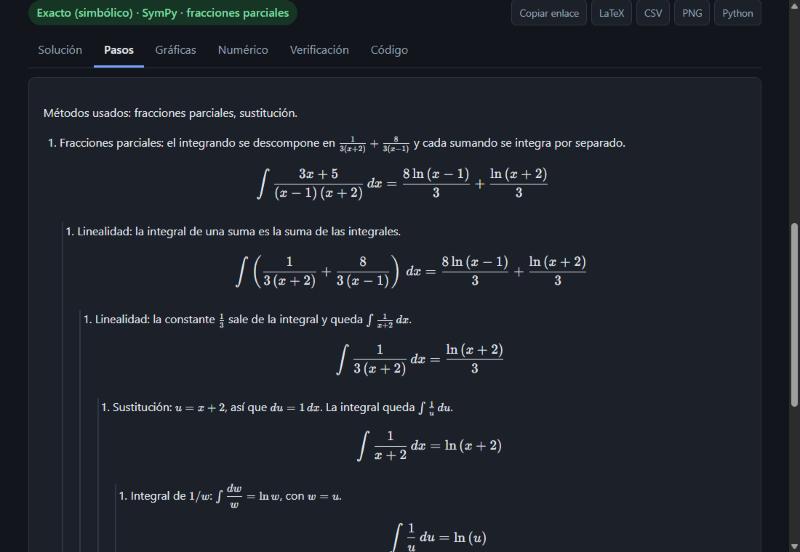 Exacto (simbólico) · SymPy · fracciones parciales
Copiar enlace LaTeX CSV PNG Python
Solución Pasos Gráficas Numérico Verificación Código
Métodos usados: fracciones parciales, sustitución.
1. Fracciones parciales: el integrando se descompone en 1/(3(x+2)) + 8/(3(x−1)) y cada sumando se integra por separado.
∫ (3x + 5)/((x − 1)(x + 2)) dx = 8 ln (x − 1)/3 + ln (x + 2)/3
1. Linealidad: la integral de una suma es la suma de las integrales.
∫ (1/(3(x + 2)) + 8/(3(x − 1))) dx = 8 ln (x − 1)/3 + ln (x + 2)/3
1. Linealidad: la constante 1/3 sale de la integral y queda ∫ 1/(x+2) dx.
∫ 1/(3(x + 2)) dx = ln (x + 2)/3
1. Sustitución: u = x + 2, así que du = 1 dx. La integral queda ∫ 1/u du.
∫ 1/(x + 2) dx = ln (x + 2)
1. Integral de 1/w: ∫ dw/w = ln w, con w = u.
∫ 1/u du = ln (u)